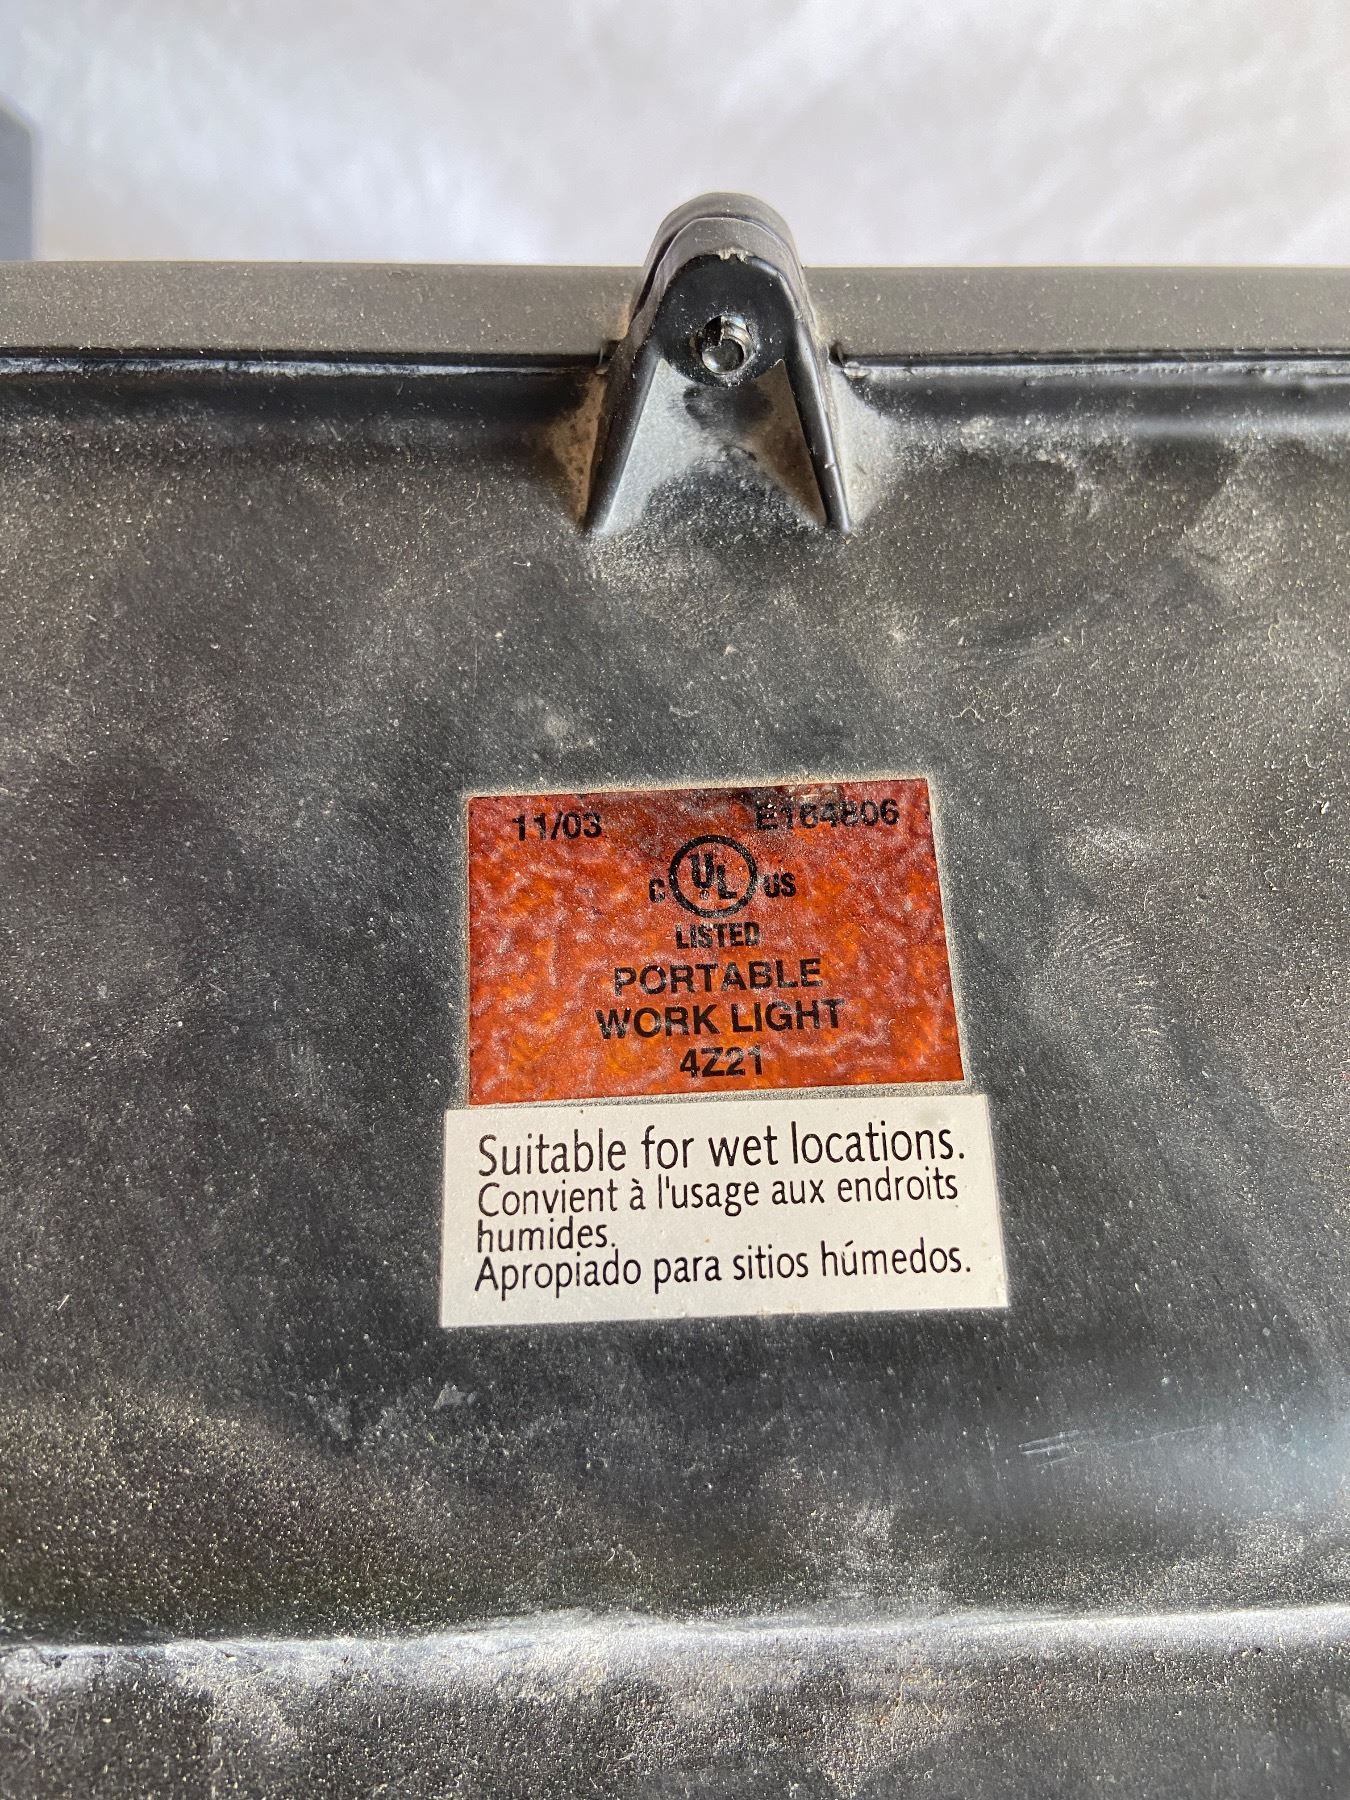 11/03 E164806
C UL US
LISTED
PORTABLE
WORK LIGHT
4Z21
Suitable for wet locations.
Convient à l'usage aux endroits
humides.
Apropiado para sitios húmedos.